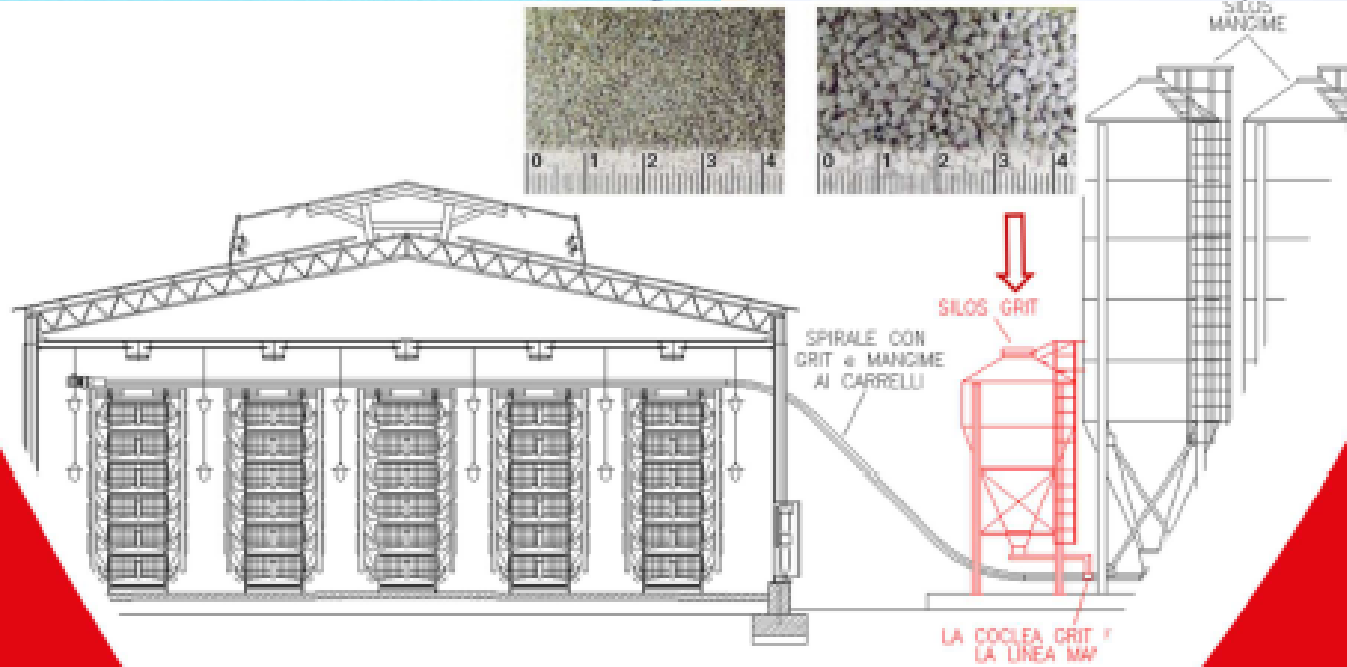 SILOS
MANGIME
0 1 2 3 4
0 1 2 3 4
SILOS GRIT
SPIRALE CON
GRIT e MANGIME
AI CARRELLI
LA COCLEA GRIT
LA LINEA